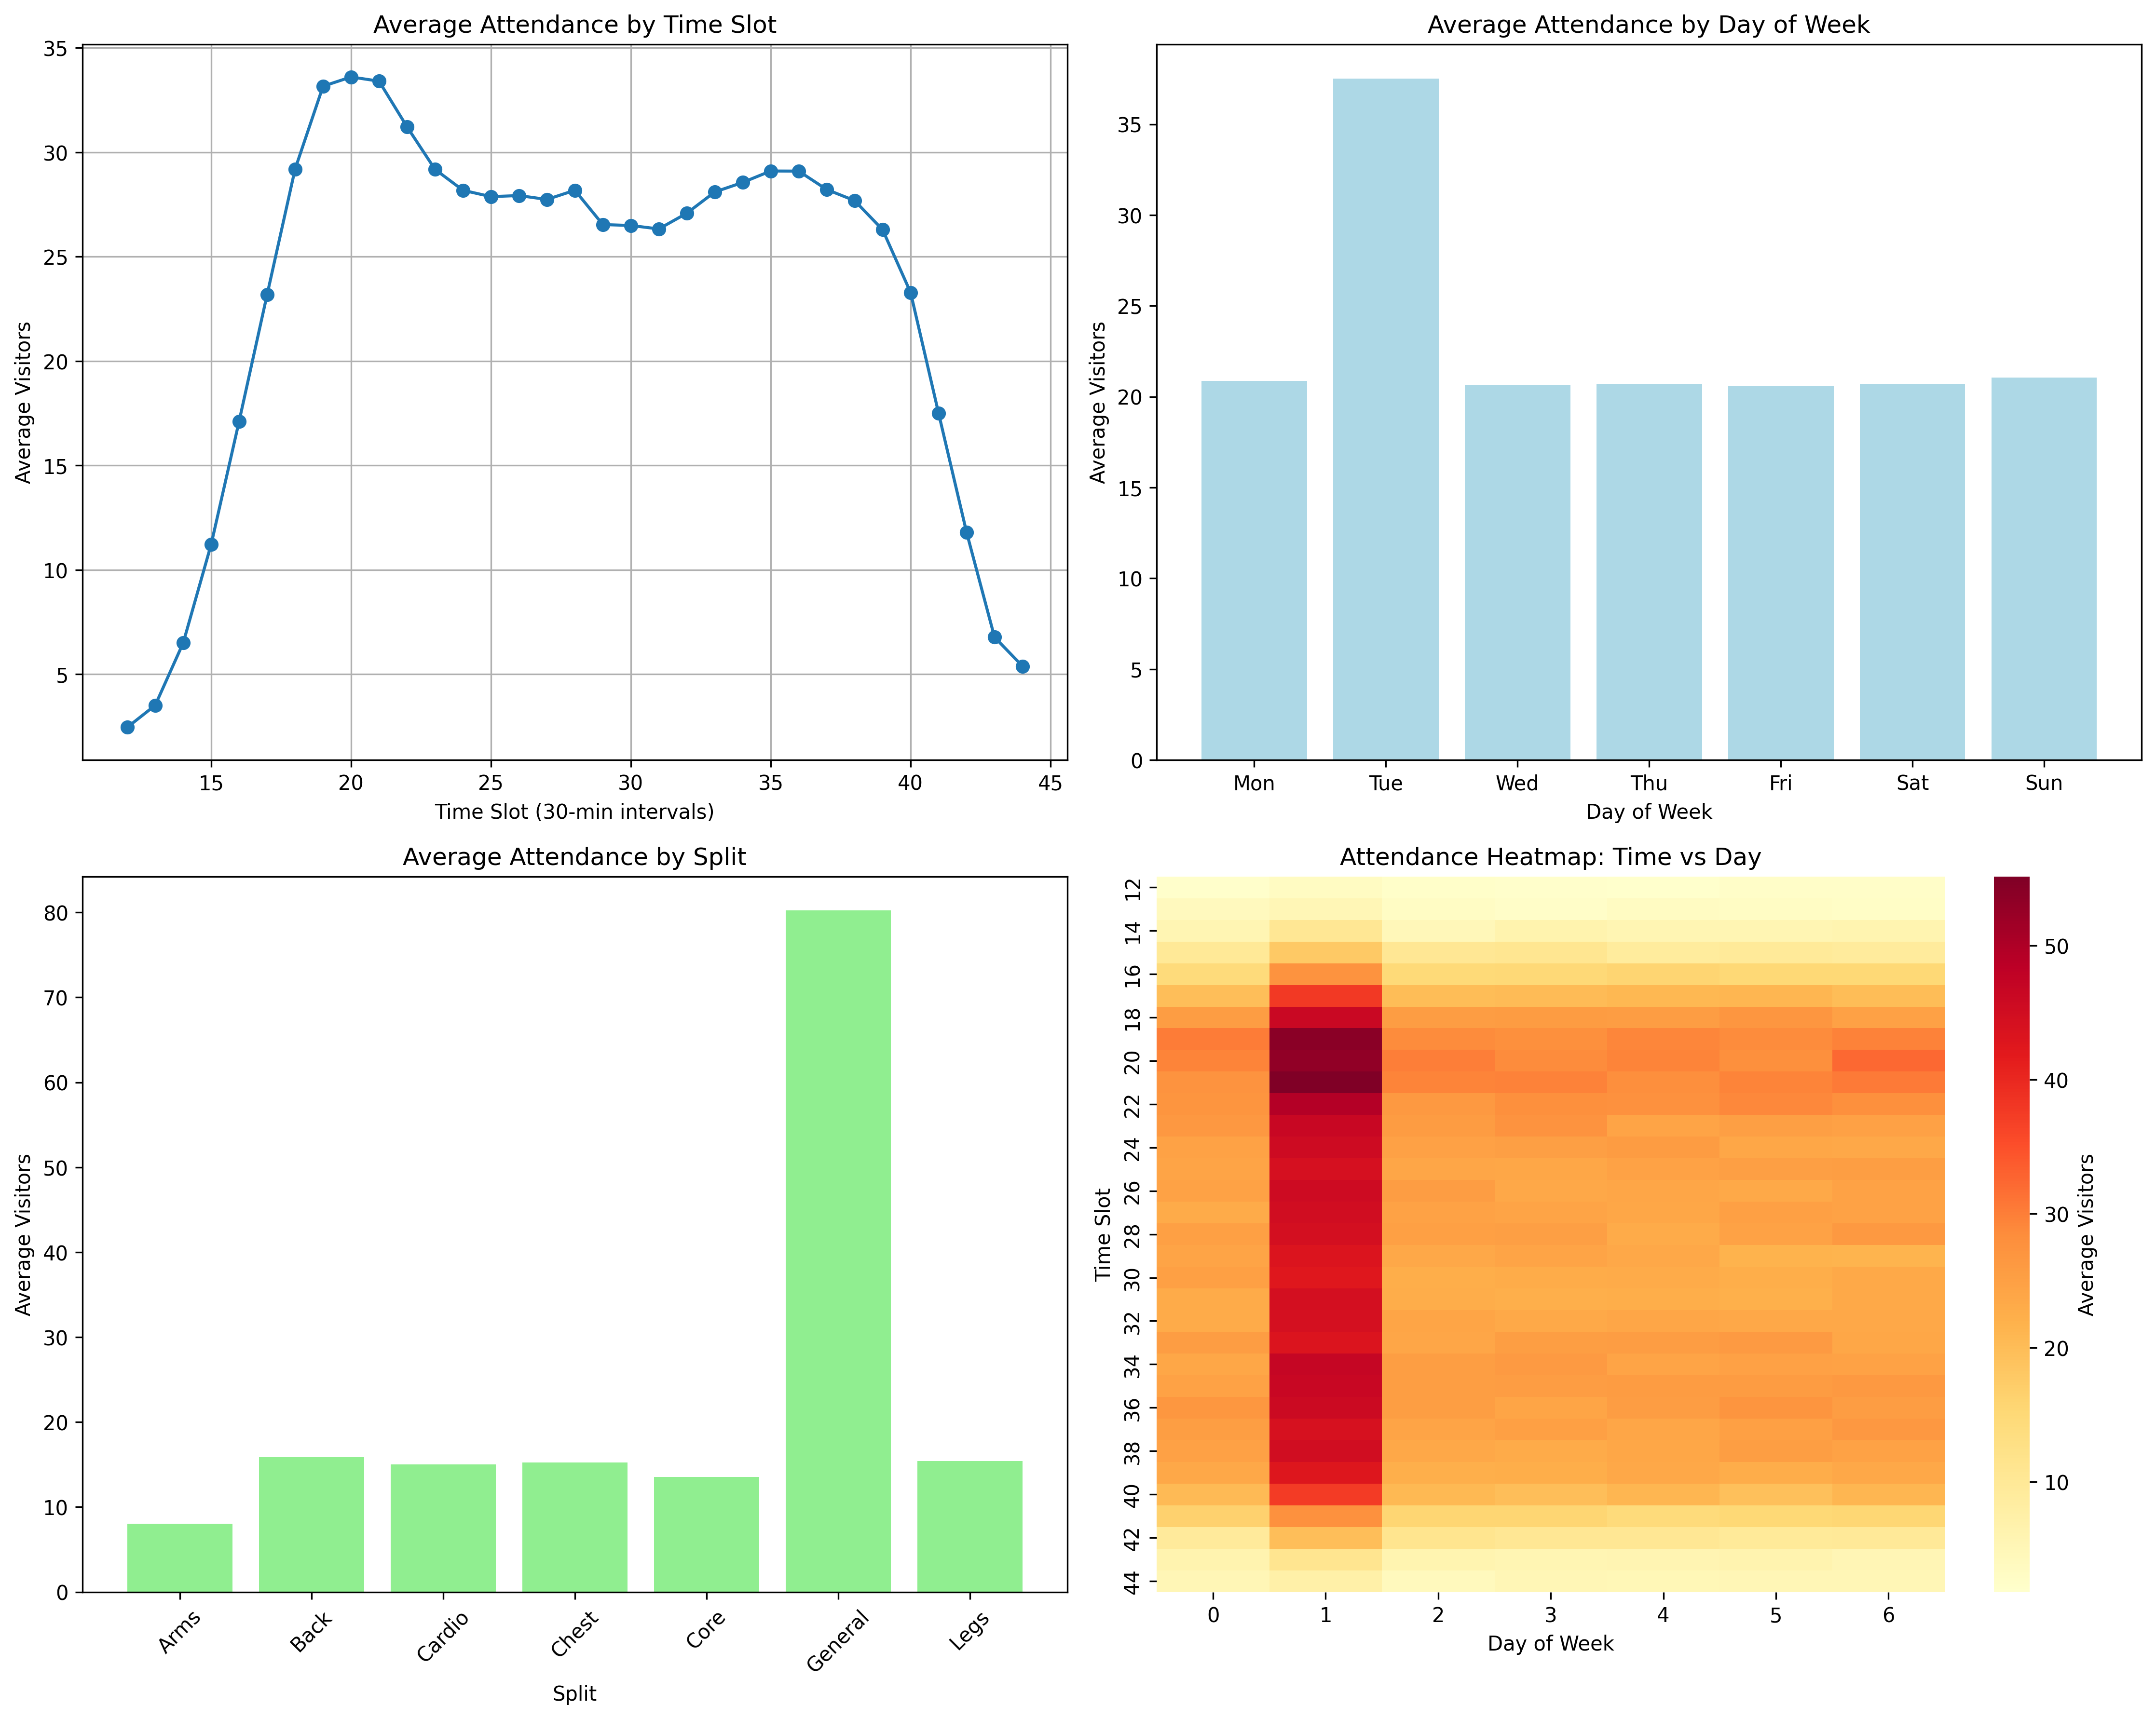 Average Attendance by Time Slot
35
30
25
20
15
10
5
Average Visitors
15 20 25 30 35 40 45
Time Slot (30-min intervals)
Average Attendance by Day of Week
35
30
25
20
15
10
5
0
Average Visitors
Mon Tue Wed Thu Fri Sat Sun
Day of Week
Average Attendance by Split
80
70
60
50
40
30
20
10
0
Average Visitors
Arms Back Cardio Chest Core General Legs
Split
Attendance Heatmap: Time vs Day
12
14
16
18
20
22
24
26
28
30
32
34
36
38
40
42
44
Time Slot
0 1 2 3 4 5 6
Day of Week
50
40
30
20
10
Average Visitors